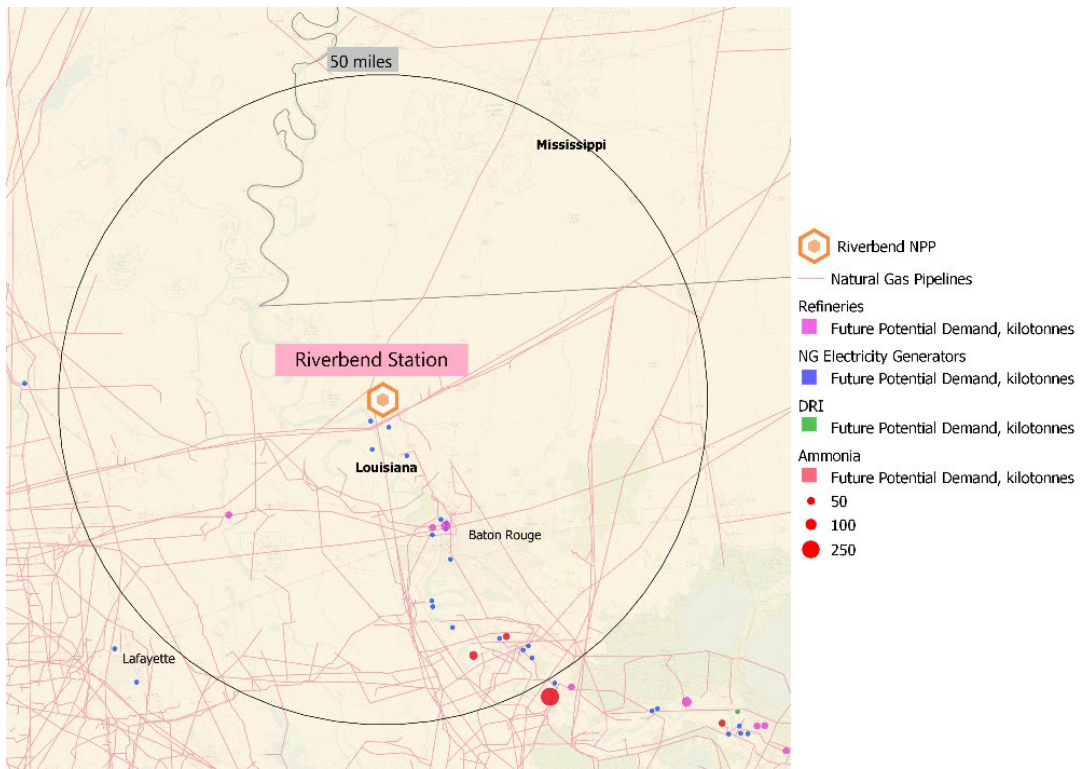 50 miles
Mississippi
Riverbend Station
Louisiana
Baton Rouge
Lafayette
Riverbend NPP
Natural Gas Pipelines
Refineries
Future Potential Demand, kilotonnes
NG Electricity Generators
Future Potential Demand, kilotonnes
DRI
Future Potential Demand, kilotonnes
Ammonia
Future Potential Demand, kilotonnes
50
100
250